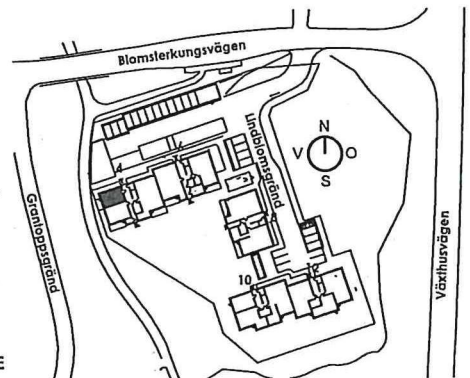 Blomsterkungsvägen
Lindblomsgränd
N
V O
S
4
Granloppsgränd
Växthusvägen
10
E